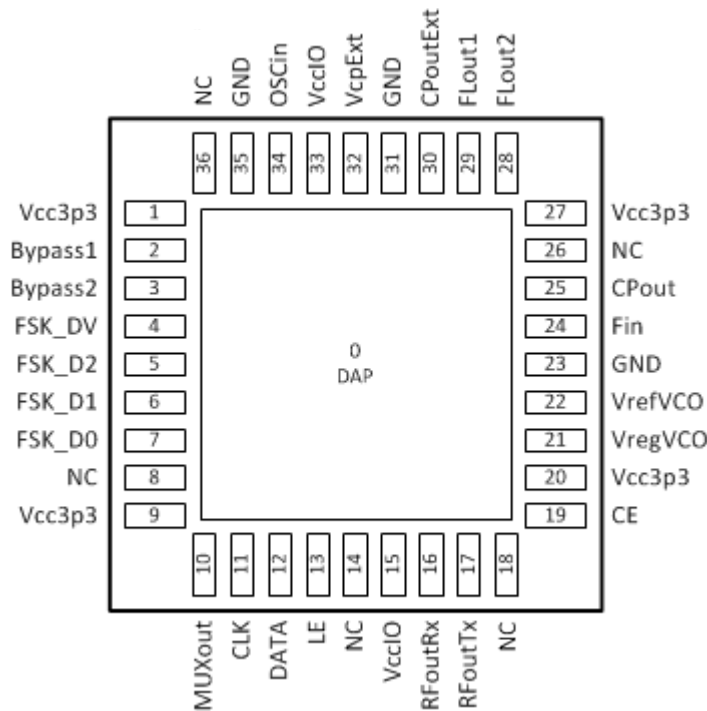 NC
GND
OSCin
VccIO
VcpExt
GND
CPoutExt
FLout1
FLout2
36
35
34
33
32
31
30
29
28
Vcc3p3 1
Bypass1 2
Bypass2 3
FSK_DV 4
FSK_D2 5
FSK_D1 6
FSK_D0 7
NC 8
Vcc3p3 9
0
DAP
27 Vcc3p3
26 NC
25 CPout
24 Fin
23 GND
22 VrefVCO
21 VregVCO
20 Vcc3p3
19 CE
10
11
12
13
14
15
16
17
18
MUXout
CLK
DATA
LE
NC
VccIO
RFoutRx
RFoutTx
NC